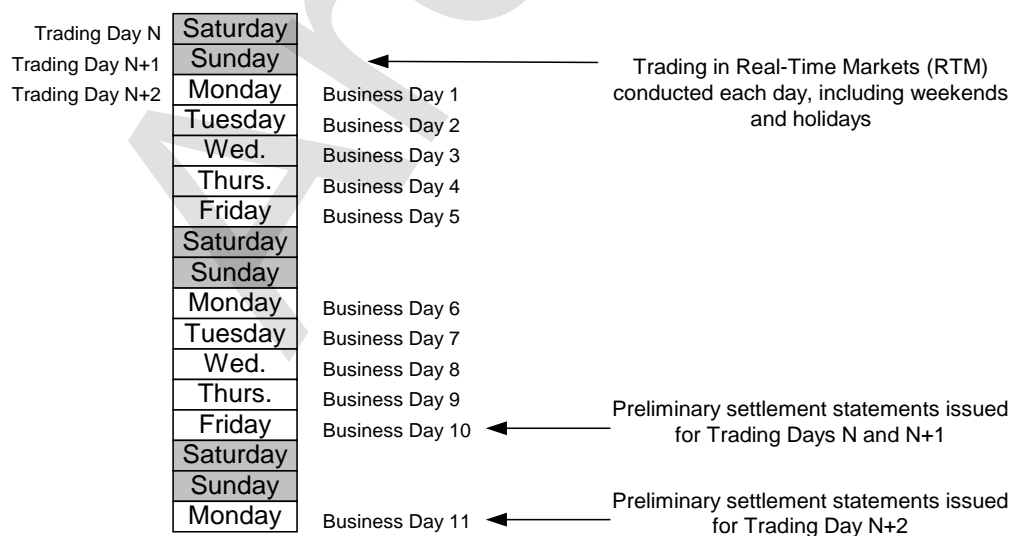 Trading Day N Saturday
Trading Day N+1 Sunday
Trading in Real-Time Markets (RTM)
conducted each day, including weekends
and holidays
Trading Day N+2 Monday Business Day 1
Tuesday Business Day 2
Wed. Business Day 3
Thurs. Business Day 4
Friday Business Day 5
Saturday
Sunday
Monday Business Day 6
Tuesday Business Day 7
Wed. Business Day 8
Thurs. Business Day 9
Friday Business Day 10
Preliminary settlement statements issued
for Trading Days N and N+1
Saturday
Sunday
Monday Business Day 11
Preliminary settlement statements issued
for Trading Day N+2